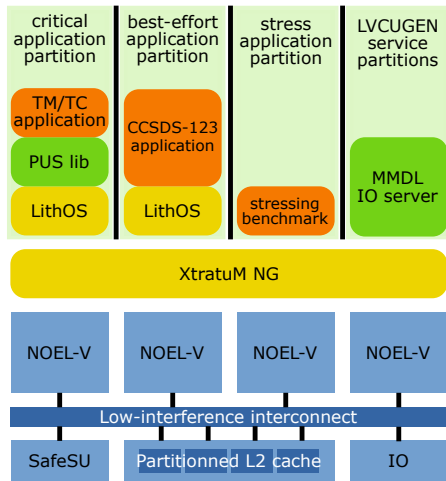 critical
application
partition
best-effort
application
partition
stress
application
partition
LVCUGEN
service
partitions
TM/TC
application
PUS lib
LithOS
CCSDS-123
application
LithOS
stressing
benchmark
MMDL
IO server
XtratuM NG
NOEL-V
NOEL-V
NOEL-V
NOEL-V
Low-interference interconnect
SafeSU
Partitionned L2 cache
IO